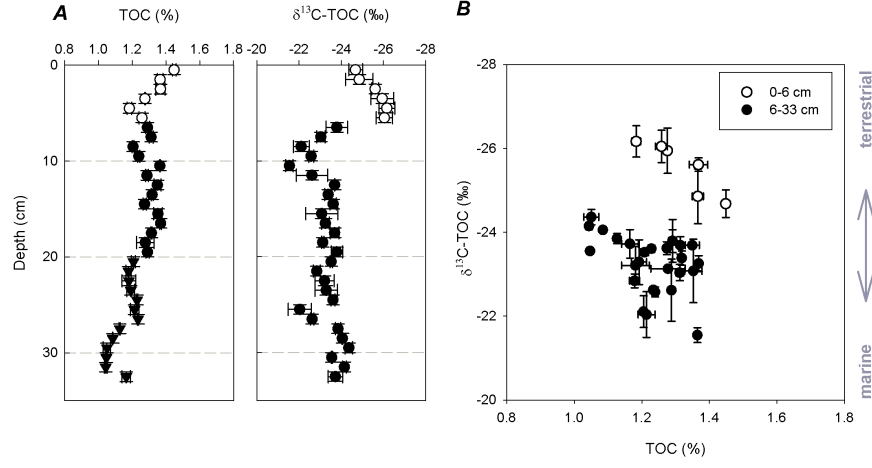 A
TOC (%)
δ13C-TOC (‰)
0.8 1.0 1.2 1.4 1.6 1.8
-20 -22 -24 -26 -28
0
10
20
30
Depth (cm)
B
-28
-26
-24
-22
-20
δ13C-TOC (‰)
0-6 cm
6-33 cm
0.8 1.0 1.2 1.4 1.6 1.8
TOC (%)
terrestrial
marine